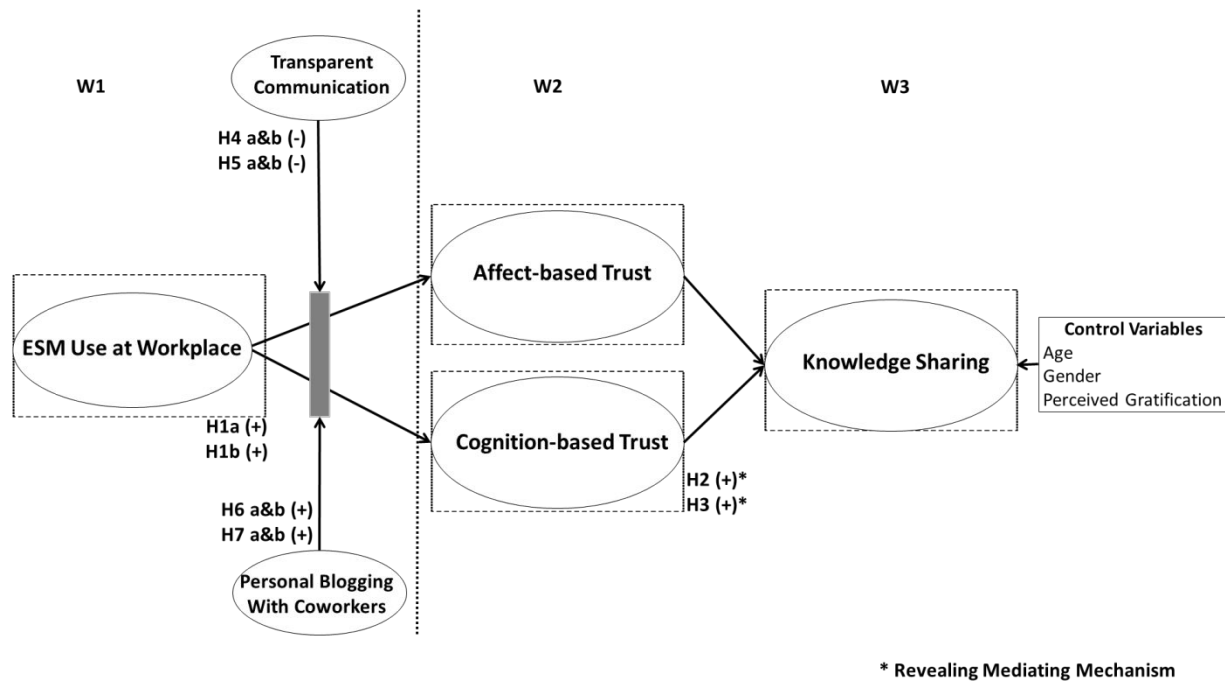 W1
Transparent
Communication
W2
W3
H4 a&b (-)
H5 a&b (-)
ESM Use at Workplace
Affect-based Trust
Knowledge Sharing
Control Variables
Age
Gender
Perceived Gratification
H1a (+)
H1b (+)
Cognition-based Trust
H2 (+)*
H3 (+)*
H6 a&b (+)
H7 a&b (+)
Personal Blogging
With Coworkers
* Revealing Mediating Mechanism